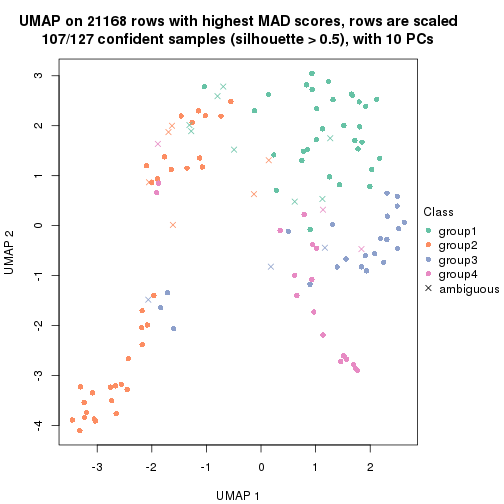 UMAP on 21168 rows with highest MAD scores, rows are scaled
107/127 confident samples (silhouette > 0.5), with 10 PCs
3
2
1
0
-1
-2
-3
-4
UMAP 2
-3
-2
-1
0
1
2
UMAP 1
Class
group1
group2
group3
group4
ambiguous